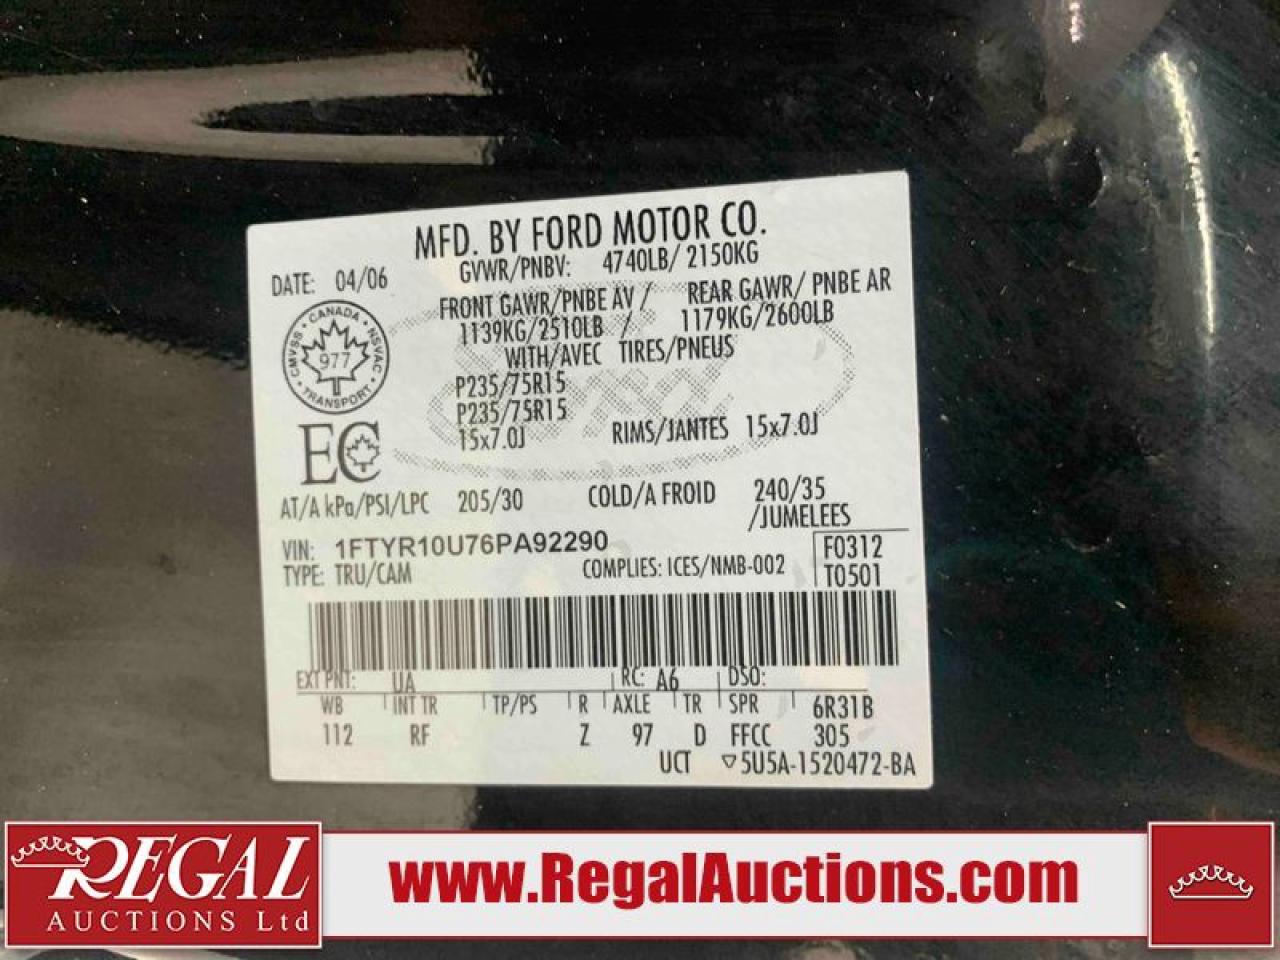 MFD. BY FORD MOTOR CO.
DATE: 04/06
GVWR/PNBV: 4740LB/ 2150KG
FRONT GAWR/PNBE AV / REAR GAWR/ PNBE AR
1139KG/2510LB / 1179KG/2600LB
WITH/AVEC TIRES/PNEUS
P235/75R15
P235/75R15
15x7.0J RIMS/JANTES 15x7.0J
CANADA
CMVSS 977 NSVAC
TRANSPORT
EC
AT/A kPa/PSI/LPC 205/30 COLD/A FROID 240/35
/JUMELEES
VIN: 1FTYR10U76PA92290 F0312
TYPE: TRU/CAM COMPLIES: ICES/NMB-002 T0501
EXT PNT: UA RC: A6 DSO:
WB INT TR TP/PS R AXLE TR SPR 6R31B
112 RF Z 97 D FFCC 305
UCT ▽5U5A-1520472-BA
REGAL
AUCTIONS Ltd
www.RegalAuctions.com